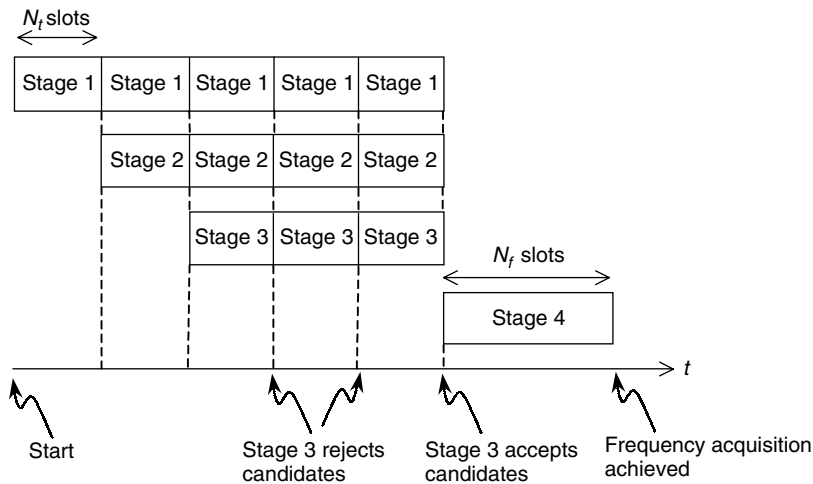 N_t slots
Stage 1 Stage 1 Stage 1 Stage 1 Stage 1
Stage 2 Stage 2 Stage 2 Stage 2
Stage 3 Stage 3 Stage 3
N_f slots
Stage 4
t
Start
Stage 3 rejects
candidates
Stage 3 accepts
candidates
Frequency acquisition
achieved